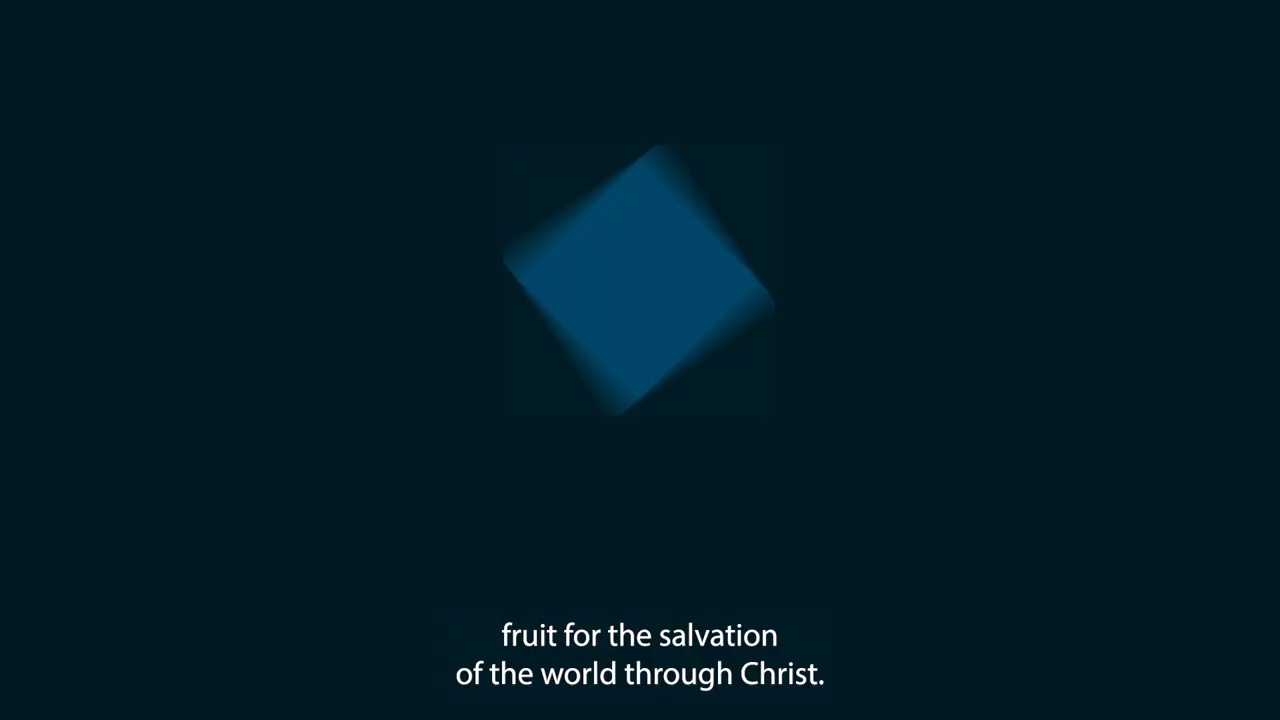 fruit for the salvation
of the world through Christ.